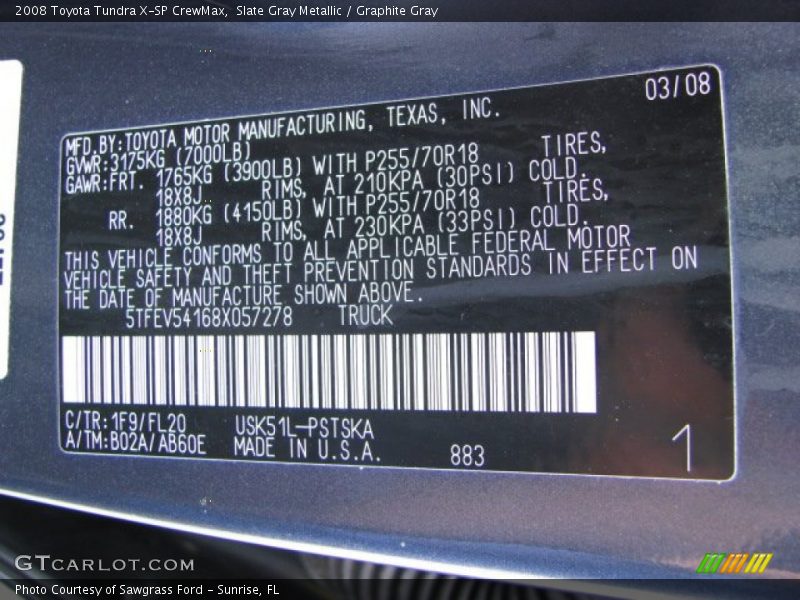 2008 Toyota Tundra X-SP CrewMax,  Slate Gray Metallic / Graphite Gray
03/08
MFD.BY:TOYOTA MOTOR MANUFACTURING, TEXAS, INC.
GVWR:3175KG (7000LB)
GAWR:FRT. 1765KG (3900LB) WITH P255/70R18 TIRES,
18X8J RIMS, AT 210KPA (30PSI) COLD.
RR. 1880KG (4150LB) WITH P255/70R18 TIRES,
18X8J RIMS, AT 230KPA (33PSI) COLD.
THIS VEHICLE CONFORMS TO ALL APPLICABLE FEDERAL MOTOR
VEHICLE SAFETY AND THEFT PREVENTION STANDARDS IN EFFECT ON
THE DATE OF MANUFACTURE SHOWN ABOVE.
5TFEV54168X057278 TRUCK
C/TR:1F9/FL20 USK51L-PSTSKA
A/TM:B02A/AB60E MADE IN U.S.A. 883
1
GTCARLOT.COM
Photo Courtesy of Sawgrass Ford - Sunrise, FL